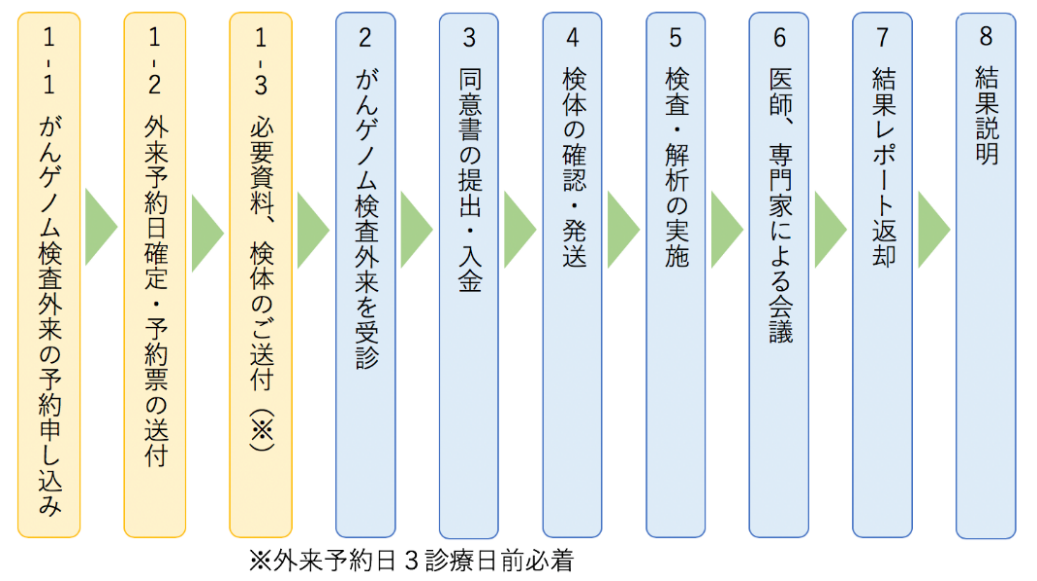 1-1 がんゲノム検査外来の予約申し込み
1-2 外来予約日確定・予約票の送付
1-3 必要資料、検体のご送付（※）
2 がんゲノム検査外来を受診
3 同意書の提出・入金
4 検体の確認・発送
5 検査・解析の実施
6 医師、専門家による会議
7 結果レポート返却
8 結果説明
※外来予約日3診療日前必着